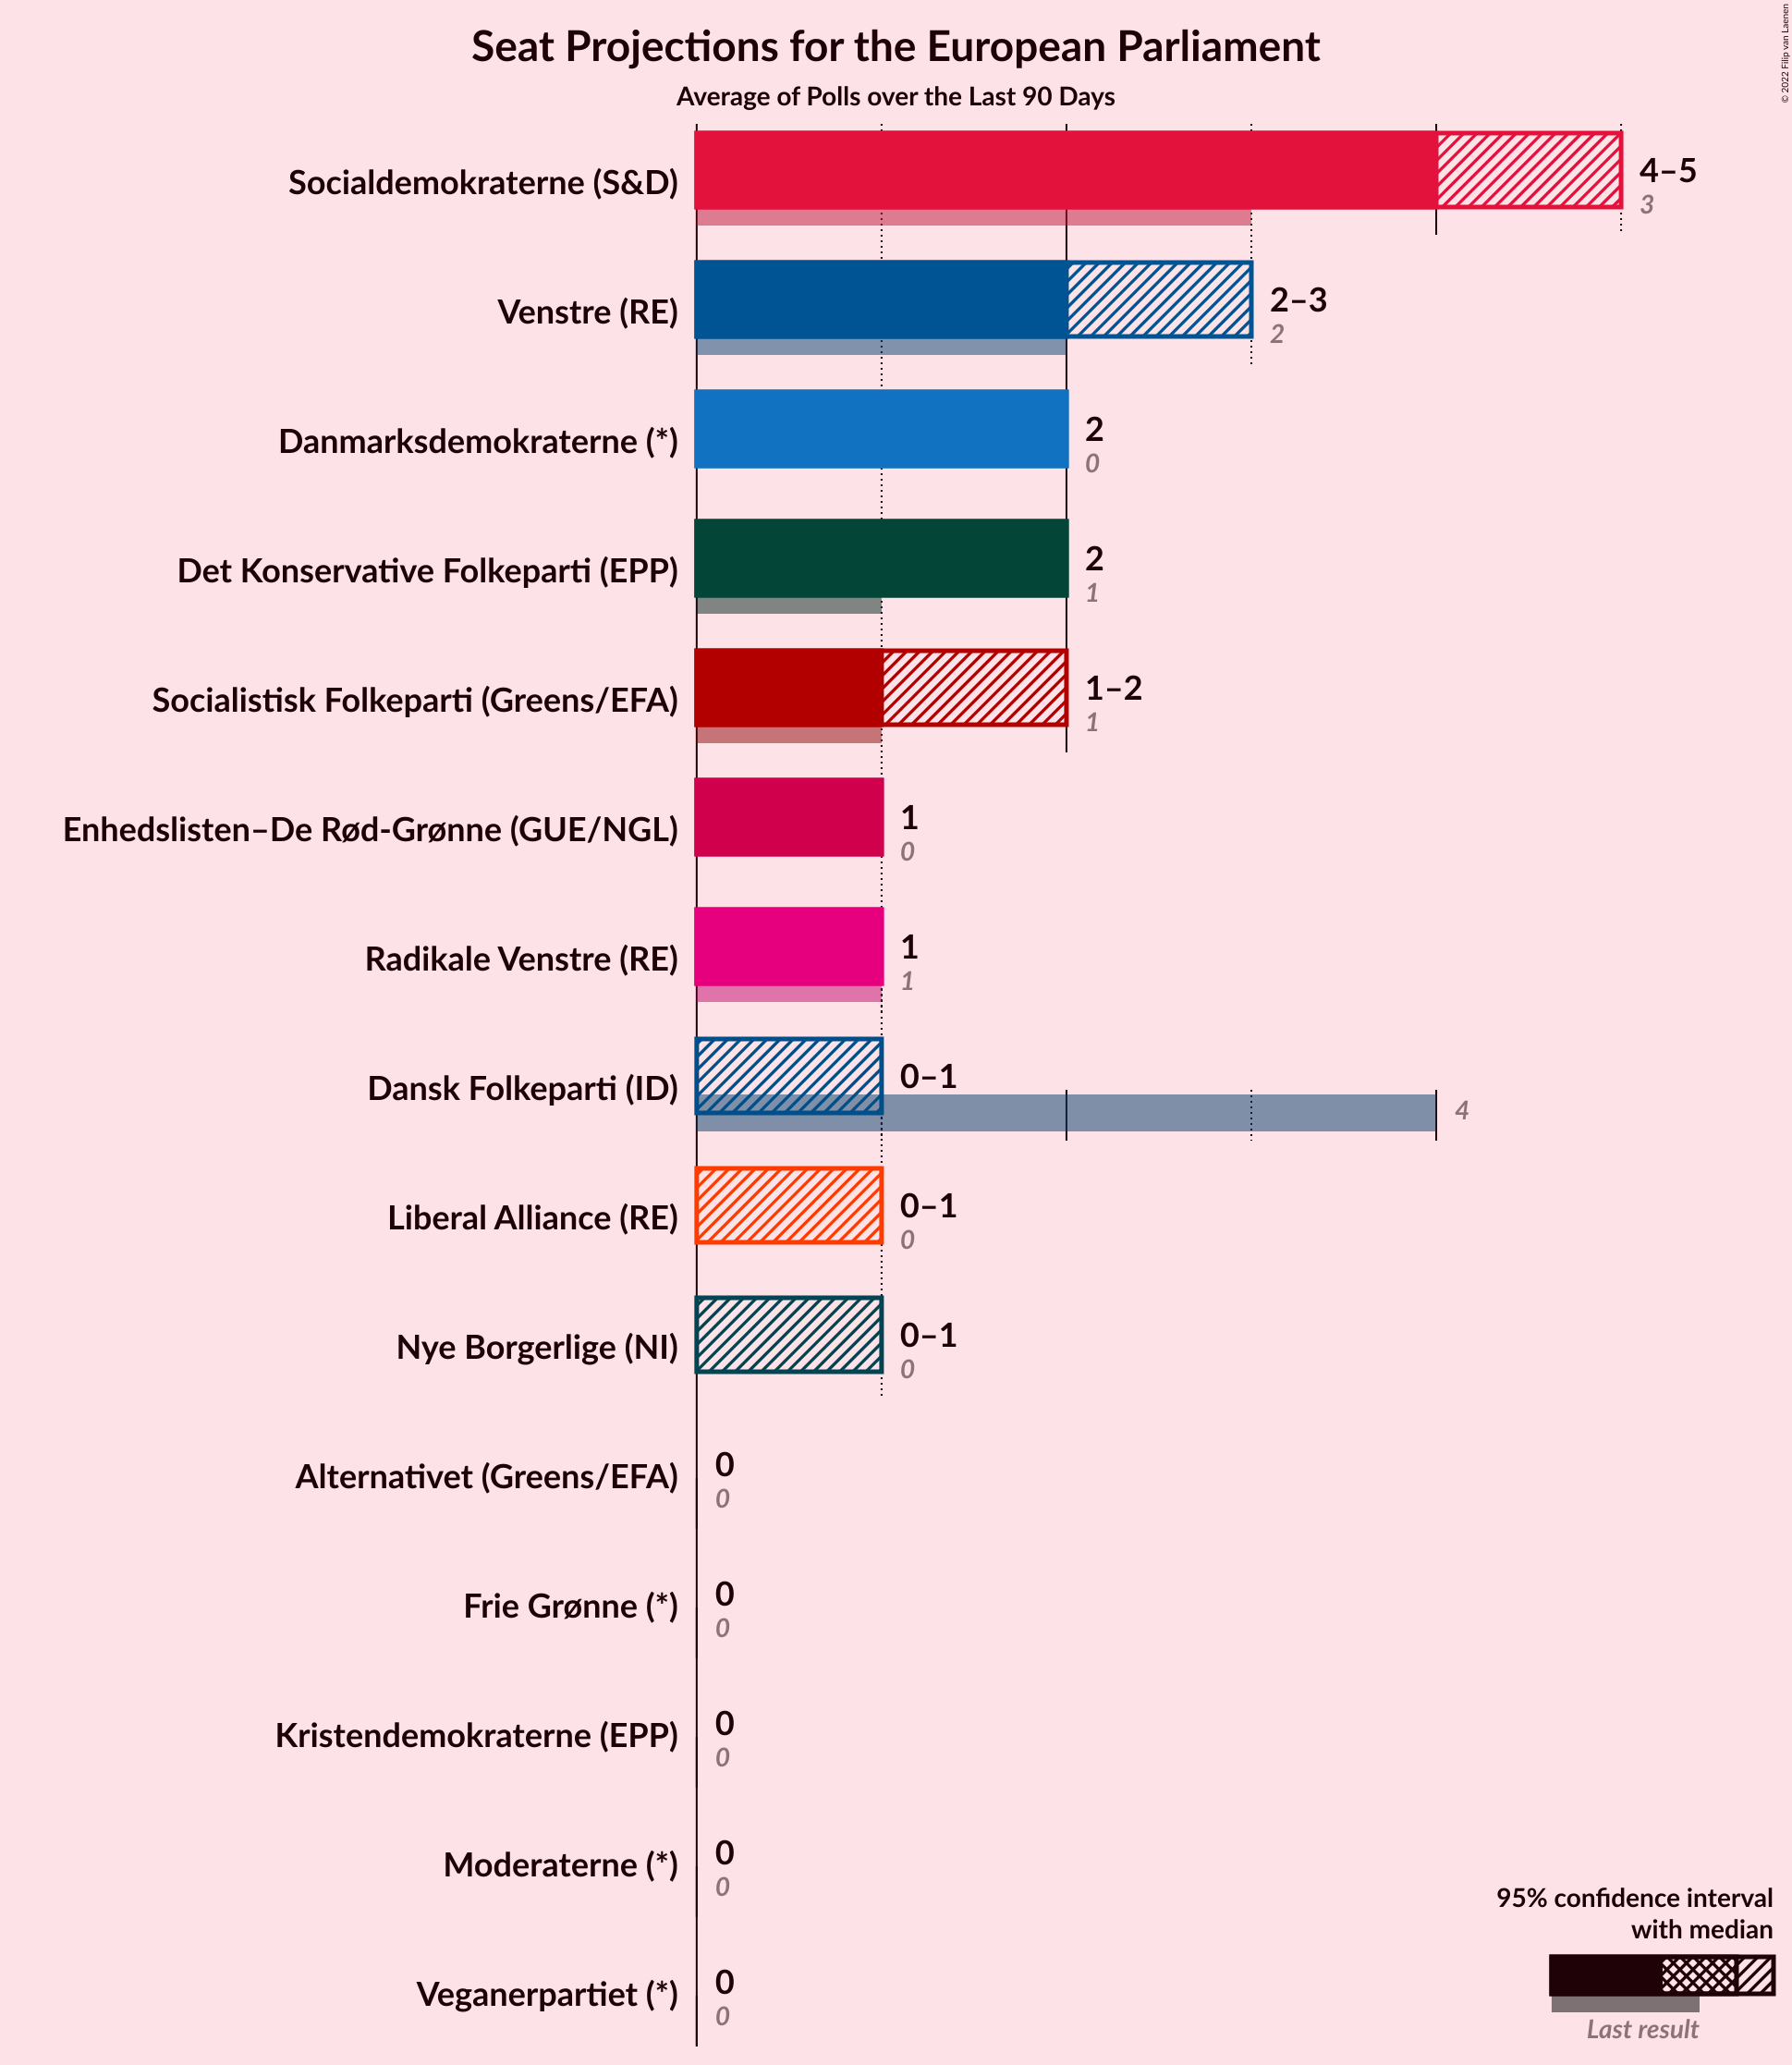 Seat Projections for the European Parliament
Average of Polls over the Last 90 Days
© 2022 Filip van Laenen
Socialdemokraterne (S&D)
4–5
3
Venstre (RE)
2–3
2
Danmarksdemokraterne (*)
2
0
Det Konservative Folkeparti (EPP)
2
1
Socialistisk Folkeparti (Greens/EFA)
1–2
1
Enhedslisten–De Rød-Grønne (GUE/NGL)
1
0
Radikale Venstre (RE)
1
1
Dansk Folkeparti (ID)
0–1
4
Liberal Alliance (RE)
0–1
0
Nye Borgerlige (NI)
0–1
0
Alternativet (Greens/EFA)
0
0
Frie Grønne (*)
0
0
Kristendemokraterne (EPP)
0
0
Moderaterne (*)
0
0
Veganerpartiet (*)
0
0
95% confidence interval
with median
Last result